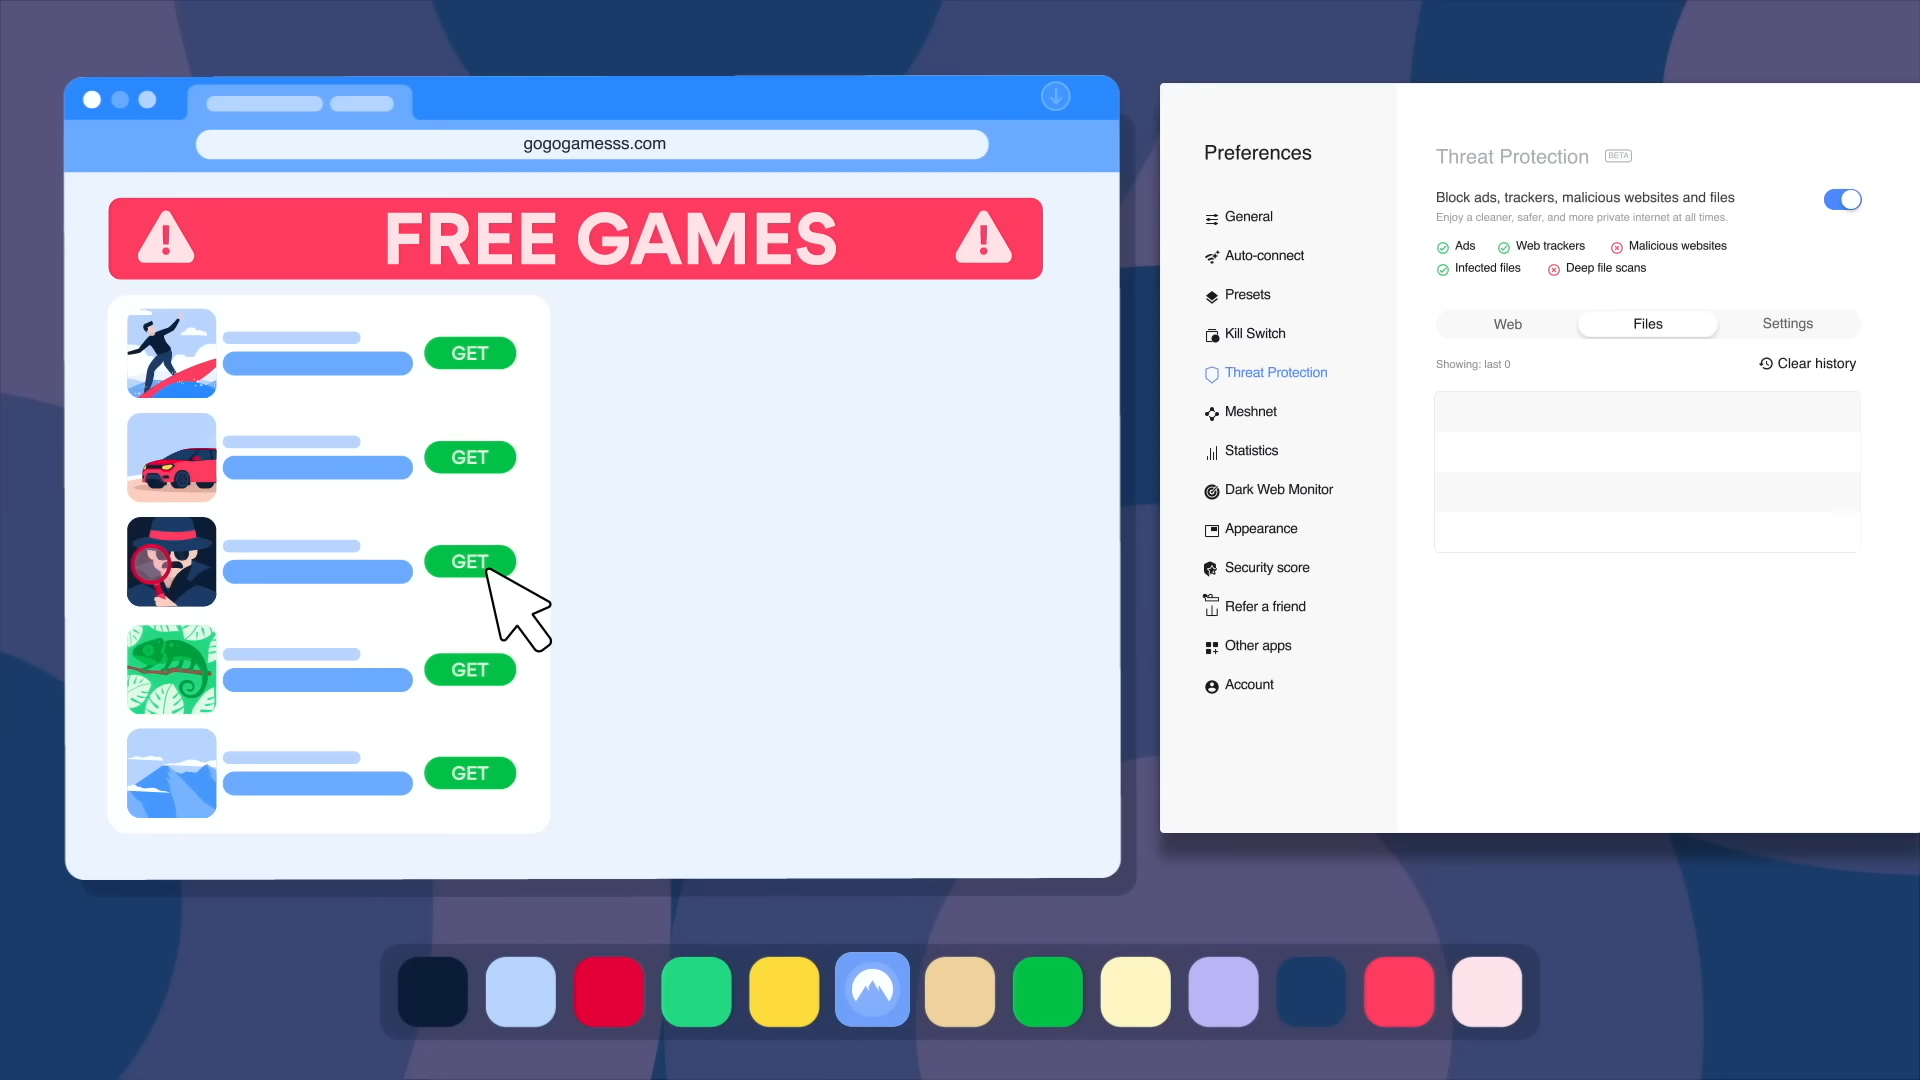 gogogamesss.com
FREE GAMES
GET
GET
GET
GET
GET
Preferences
General
Auto-connect
Presets
Kill Switch
Threat Protection
Meshnet
Statistics
Dark Web Monitor
Appearance
Security score
Refer a friend
Other apps
Account
Threat Protection BETA
Block ads, trackers, malicious websites and files
Enjoy a cleaner, safer, and more private internet at all times.
Ads Web trackers Malicious websites
Infected files Deep file scans
Web Files Settings
Showing: last 0 Clear history